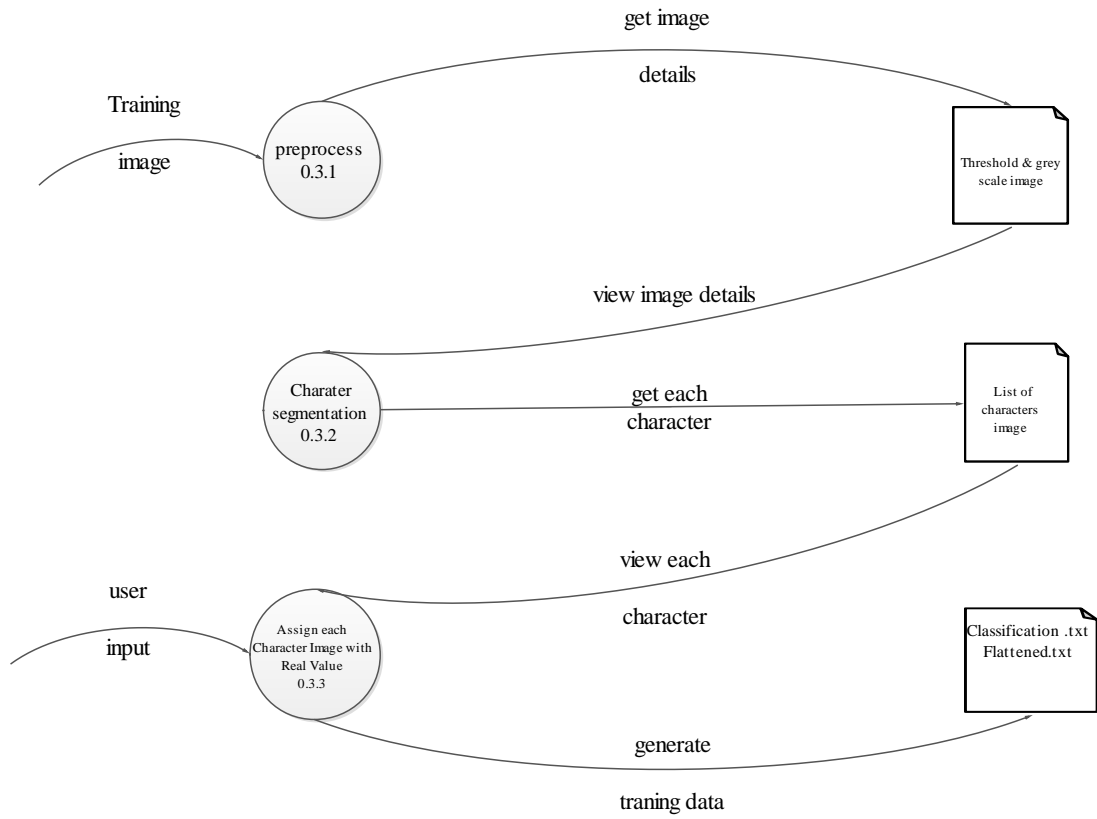 get image
details
Training
image
preprocess
0.3.1
Threshold & grey
scale image
view image details
Charater
segmentation
0.3.2
get each
character
List of
characters
image
view each
character
user
input
Assign each
Character Image with
Real Value
0.3.3
Classification .txt
Flattened.txt
generate
traning data